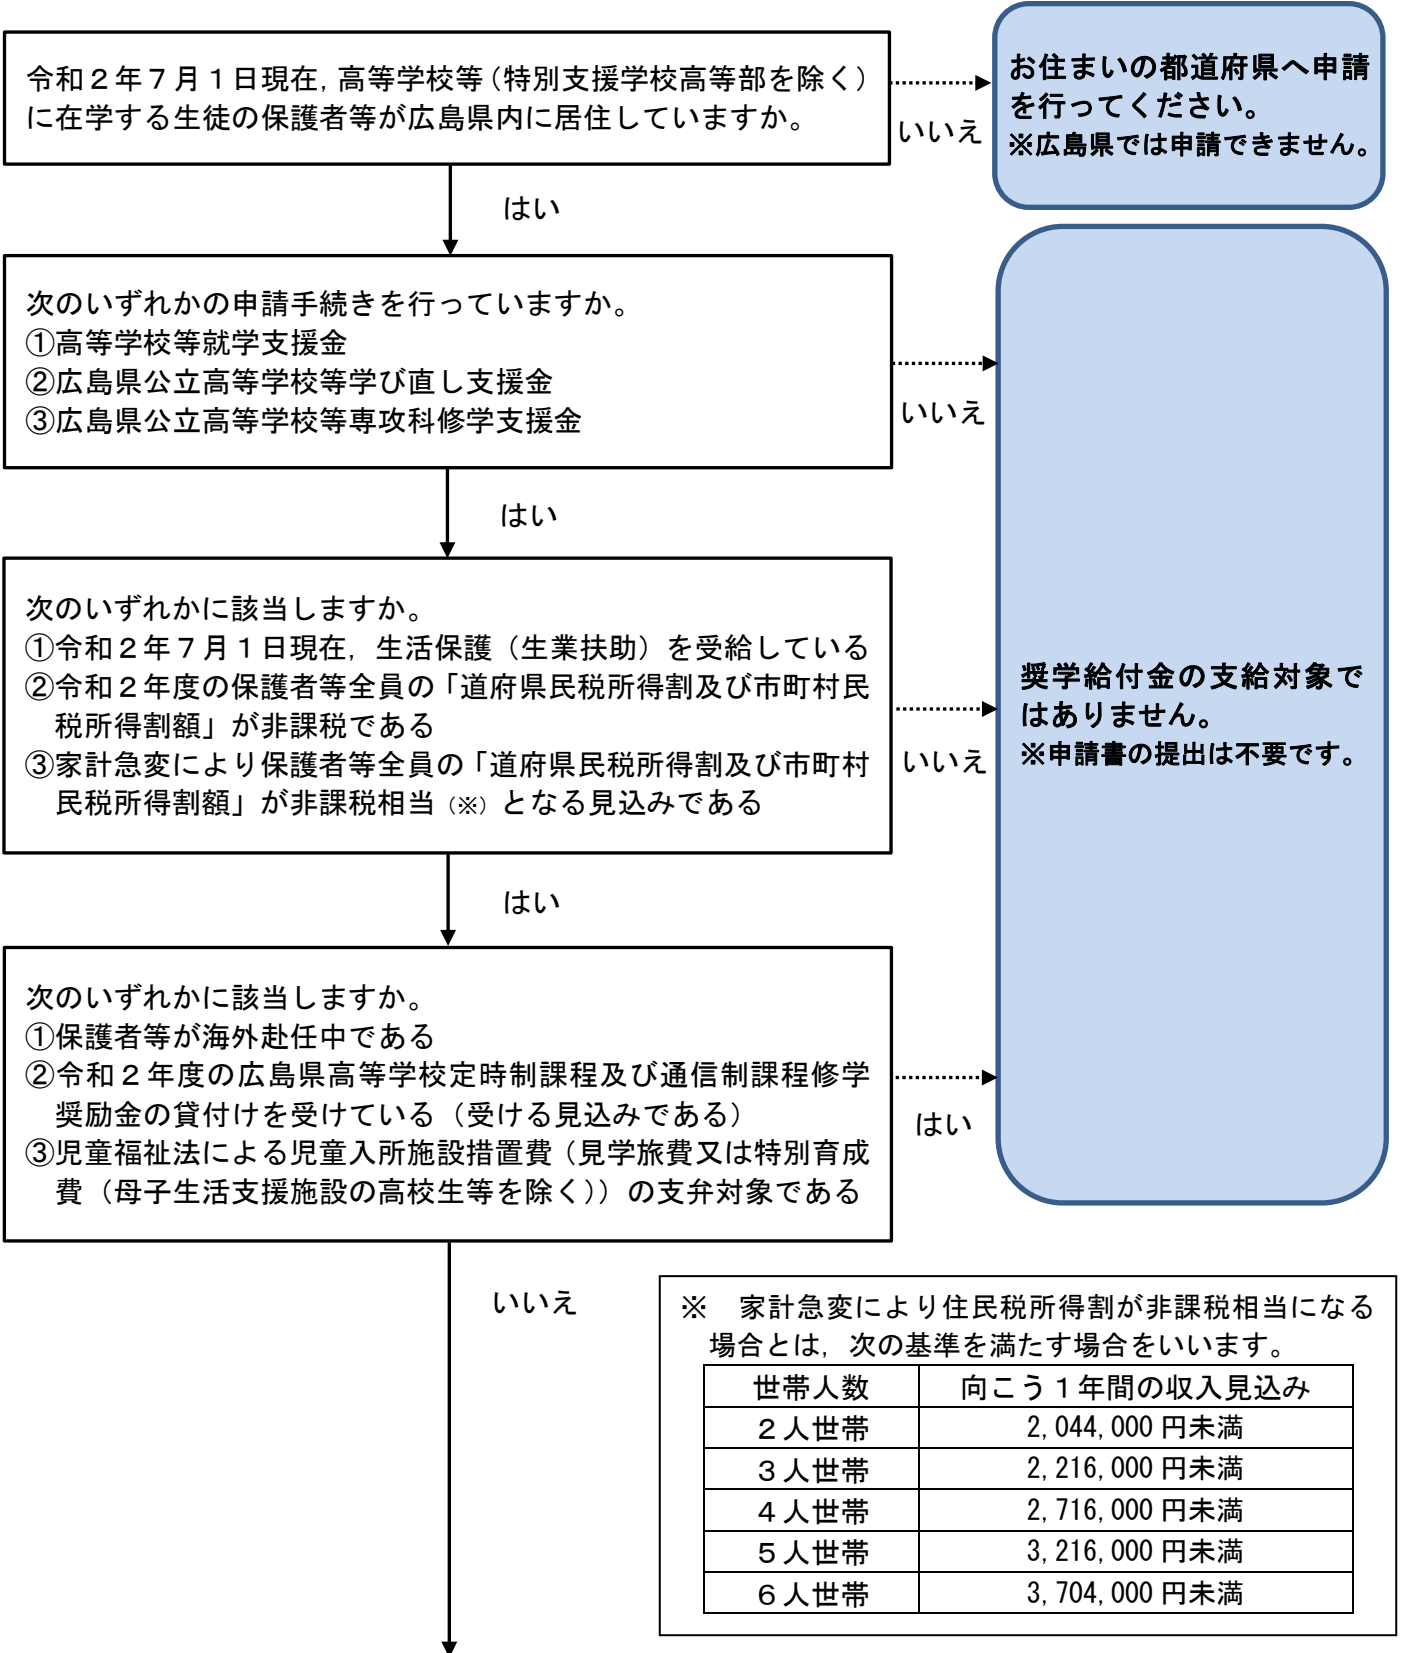 令和２年７月１日現在，高等学校等（特別支援学校高等部を除く）
に在学する生徒の保護者等が広島県内に居住していますか。
いいえ
お住まいの都道府県へ申請
を行ってください。
※広島県では申請できません。
はい
次のいずれかの申請手続きを行っていますか。
①高等学校等就学支援金
②広島県公立高等学校等学び直し支援金
③広島県公立高等学校等専攻科修学支援金
いいえ
はい
次のいずれかに該当しますか。
①令和２年７月１日現在，生活保護（生業扶助）を受給している
②令和２年度の保護者等全員の「道府県民税所得割及び市町村民
税所得割額」が非課税である
③家計急変により保護者等全員の「道府県民税所得割及び市町村
民税所得割額」が非課税相当（※）となる見込みである
いいえ
奨学給付金の支給対象で
はありません。
※申請書の提出は不要です。
はい
次のいずれかに該当しますか。
①保護者等が海外赴任中である
②令和２年度の広島県高等学校定時制課程及び通信制課程修学
奨励金の貸付けを受けている（受ける見込みである）
③児童福祉法による児童入所施設措置費（見学旅費又は特別育成
費（母子生活支援施設の高校生等を除く））の支弁対象である
はい
いいえ
※　家計急変により住民税所得割が非課税相当になる
場合とは，次の基準を満たす場合をいいます。
世帯人数 向こう１年間の収入見込み
２人世帯 2,044,000 円未満
３人世帯 2,216,000 円未満
４人世帯 2,716,000 円未満
５人世帯 3,216,000 円未満
６人世帯 3,704,000 円未満